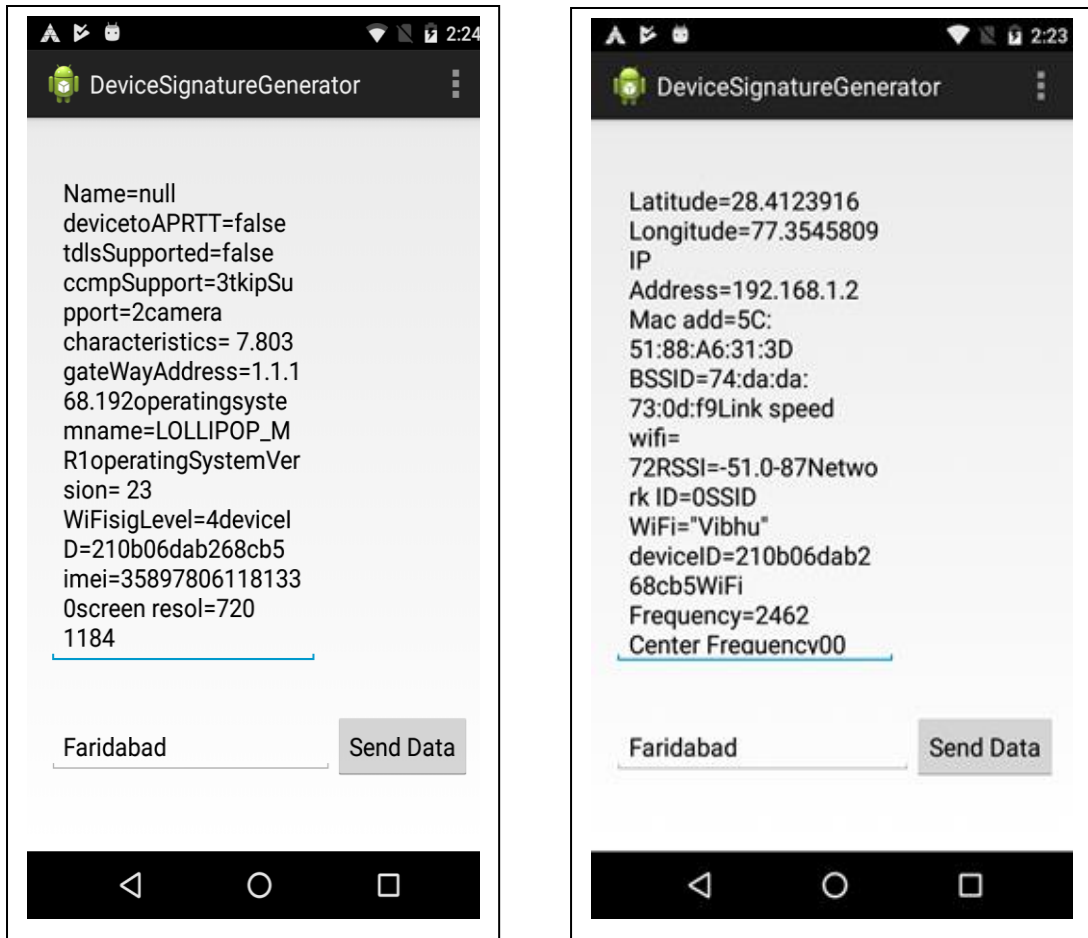 2:24
DeviceSignatureGenerator
Name=null
devicetoAPRTT=false
tdlsSupported=false
ccmpSupport=3tkipSu
pport=2camera
characteristics= 7.803
gateWayAddress=1.1.1
68.192operatingsyste
mname=LOLLIPOP_M
R1operatingSystemVer
sion= 23
WiFisigLevel=4deviceI
D=210b06dab268cb5
imei=35897806118133
0screen resol=720
1184
Faridabad
Send Data
2:23
DeviceSignatureGenerator
Latitude=28.4123916
Longitude=77.3545809
IP
Address=192.168.1.2
Mac add=5C:
51:88:A6:31:3D
BSSID=74:da:da:
73:0d:f9Link speed
wifi=
72RSSI=-51.0-87Netwo
rk ID=0SSID
WiFi="Vibhu"
deviceID=210b06dab2
68cb5WiFi
Frequency=2462
Center Frequency00
Faridabad
Send Data